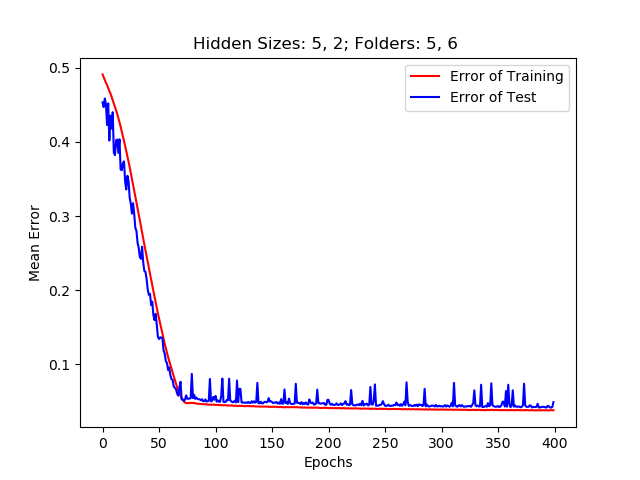 Hidden Sizes: 5, 2; Folders: 5, 6
Error of Training
Error of Test
Mean Error
0.5
0.4
0.3
0.2
0.1
0 50 100 150 200 250 300 350 400
Epochs